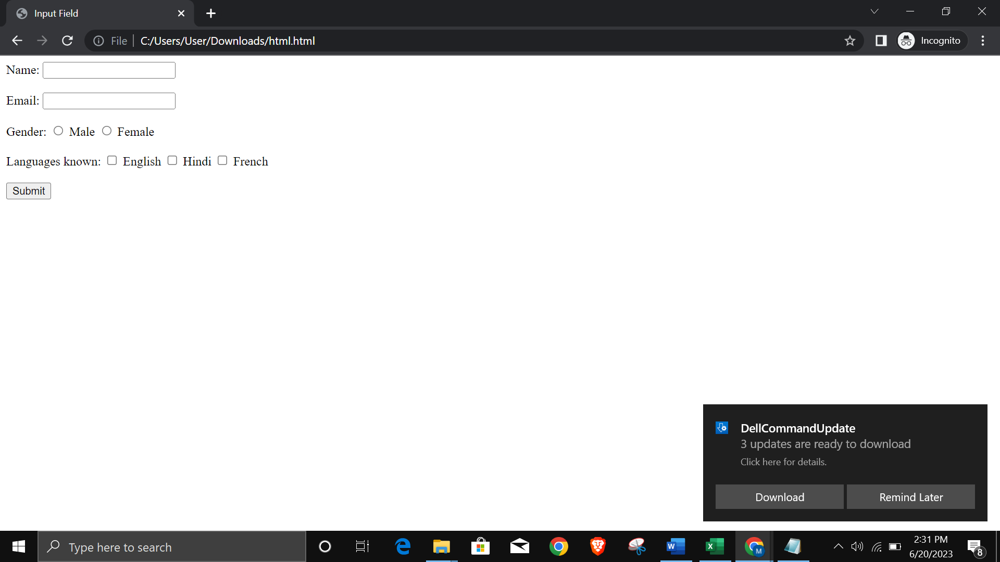 Input Field
File C:/Users/User/Downloads/html.html
Incognito
Name:
Email:
Gender: Male Female
Languages known: English Hindi French
Submit
DellCommandUpdate
3 updates are ready to download
Click here for details.
Download Remind Later
Type here to search
W
X
M
2:31 PM
6/20/2023
8